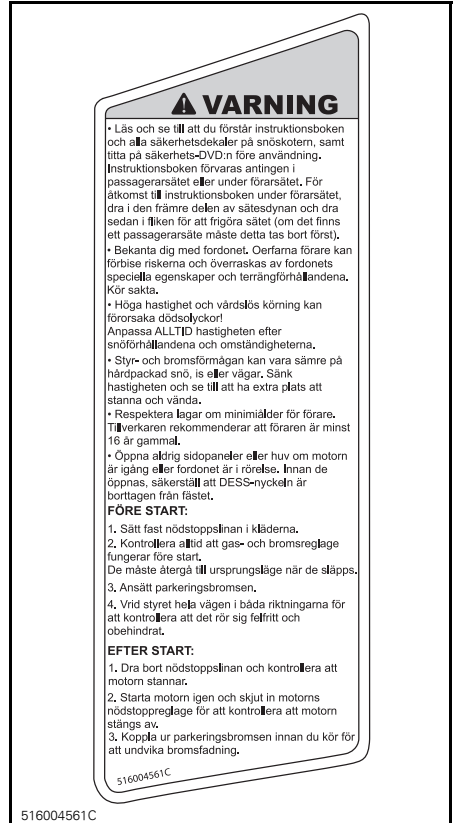 ⚠ VARNING
• Läs och se till att du förstår instruktionsboken
och alla säkerhetsdekaler på snöskotern, samt
titta på säkerhets-DVD:n före användning.
Instruktionsboken förvaras antingen i
passagerarsätet eller under förarsätet. För
åtkomst till instruktionsboken under förarsätet,
dra i den främre delen av sätesdynan och dra
sedan i fliken för att frigöra sätet (om det finns
ett passagerarsäte måste detta tas bort först).
• Bekanta dig med fordonet. Oerfarna förare kan
förbise riskerna och överraskas av fordonets
speciella egenskaper och terrängförhållandena.
Kör sakta.
• Höga hastighet och vårdslös körning kan
förorsaka dödsolyckor!
Anpassa ALLTID hastigheten efter
snöförhållandena och omständigheterna.
• Styr- och bromsförmågan kan vara sämre på
hårdpackad snö, is eller vägar. Sänk
hastigheten och se till att ha extra plats att
stanna och vända.
• Respektera lagar om minimiålder för förare.
Tillverkaren rekommenderar att föraren är minst
16 år gammal.
• Öppna aldrig sidopaneler eller huv om motorn
är igång eller fordonet är i rörelse. Innan de
öppnas, säkerställ att DESS-nyckeln är
borttagen från fästet.
FÖRE START:
1. Sätt fast nödstoppslinan i kläderna.
2. Kontrollera alltid att gas- och bromsreglage
fungerar före start.
De måste återgå till ursprungsläge när de släpps.
3. Ansätt parkeringsbromsen.
4. Vrid styret hela vägen i båda riktningarna för
att kontrollera att det rör sig felfritt och
obehindrat.
EFTER START:
1. Dra bort nödstoppslinan och kontrollera att
motorn stannar.
2. Starta motorn igen och skjut in motorns
nödstoppreglage för att kontrollera att motorn
stängs av.
3. Koppla ur parkeringsbromsen innan du kör för
att undvika bromsfadning.
516004561C
516004561C